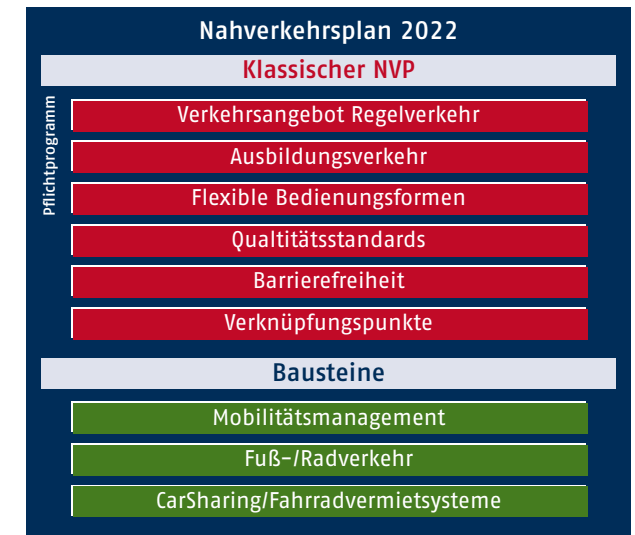 Nahverkehrsplan 2022
Klassischer NVP
Pflichtprogramm
Verkehrsangebot Regelverkehr
Ausbildungsverkehr
Flexible Bedienungsformen
Qualtitätsstandards
Barrierefreiheit
Verknüpfungspunkte
Bausteine
Mobilitätsmanagement
Fuß-/Radverkehr
CarSharing/Fahrradvermietsysteme